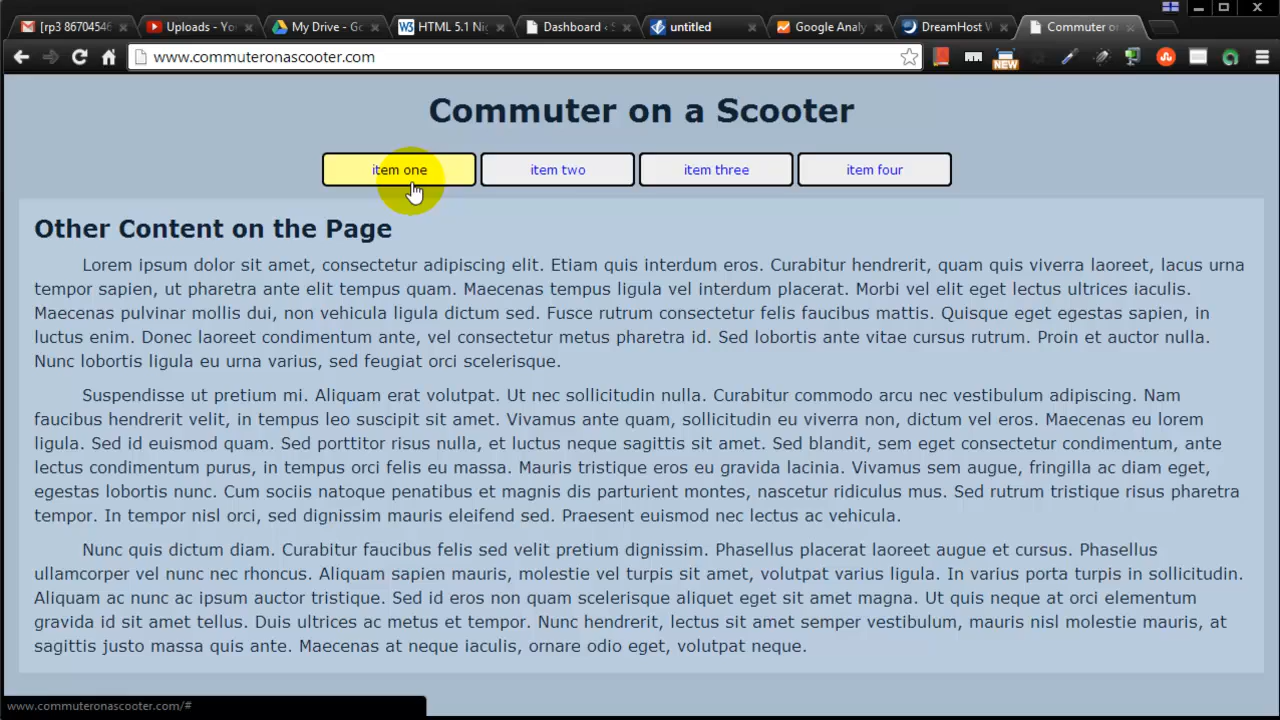 [rp3 86704546
Uploads - Yo
My Drive - Go
W3 HTML 5.1 Nig
Dashboard ‹ S
untitled
Google Analy
DreamHost W
Commuter on
www.commuteronascooter.com
NEW
Commuter on a Scooter
item one
item two
item three
item four
Other Content on the Page
Lorem ipsum dolor sit amet, consectetur adipiscing elit. Etiam quis interdum eros. Curabitur hendrerit, quam quis viverra laoreet, lacus urna
tempor sapien, ut pharetra ante elit tempus quam. Maecenas tempus ligula vel interdum placerat. Morbi vel elit eget lectus ultrices iaculis.
Maecenas pulvinar mollis dui, non vehicula ligula dictum sed. Fusce rutrum consectetur felis faucibus mattis. Quisque eget egestas sapien, in
luctus enim. Donec laoreet condimentum ante, vel consectetur metus pharetra id. Sed lobortis ante vitae cursus rutrum. Proin et auctor nulla.
Nunc lobortis ligula eu urna varius, sed feugiat orci scelerisque.
Suspendisse ut pretium mi. Aliquam erat volutpat. Ut nec sollicitudin nulla. Curabitur commodo arcu nec vestibulum adipiscing. Nam
faucibus hendrerit velit, in tempus leo suscipit sit amet. Vivamus ante quam, sollicitudin eu viverra non, dictum vel eros. Maecenas eu lorem
ligula. Sed id euismod quam. Sed porttitor risus nulla, et luctus neque sagittis sit amet. Sed blandit, sem eget consectetur condimentum, ante
lectus condimentum purus, in tempus orci felis eu massa. Mauris tristique eros eu gravida lacinia. Vivamus sem augue, fringilla ac diam eget,
egestas lobortis nunc. Cum sociis natoque penatibus et magnis dis parturient montes, nascetur ridiculus mus. Sed rutrum tristique risus pharetra
tempor. In tempor nisl orci, sed dignissim mauris eleifend sed. Praesent euismod nec lectus ac vehicula.
Nunc quis dictum diam. Curabitur faucibus felis sed velit pretium dignissim. Phasellus placerat laoreet augue et cursus. Phasellus
ullamcorper vel nunc nec rhoncus. Aliquam sapien mauris, molestie vel turpis sit amet, volutpat varius ligula. In varius porta turpis in sollicitudin.
Aliquam ac nunc ac ipsum auctor tristique. Sed id eros non quam scelerisque aliquet eget sit amet magna. Ut quis neque at orci elementum
gravida id sit amet tellus. Duis ultrices ac metus et tempor. Nunc hendrerit, lectus sit amet semper vestibulum, mauris nisl molestie mauris, at
sagittis justo massa quis ante. Maecenas at neque iaculis, ornare odio eget, volutpat neque.
www.commuteronascooter.com/#